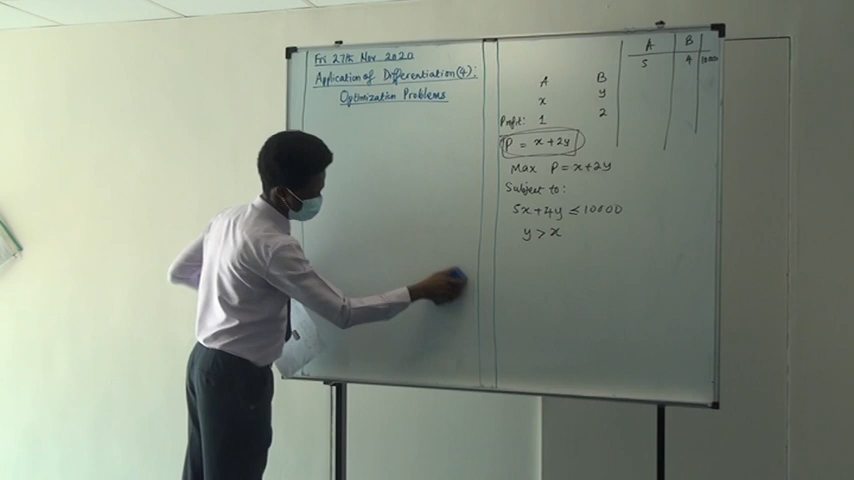 Fri 27th Nov 2020
Application of Differentiation (4):
Optimization Problems
A B
x y
Profit: 1 2
P = x + 2y
Max P = x + 2y
Subject to:
5x + 4y ≤ 10000
y > x
A B
5 4 1000